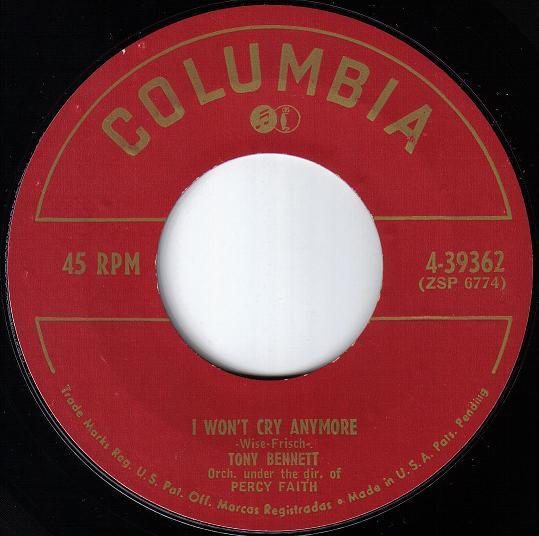 COLUMBIA
45 RPM
4-39362
(ZSP 6774)
I WON'T CRY ANYMORE
-Wise-Frisch-
TONY BENNETT
Orch. under the dir. of
PERCY FAITH
Trade Marks Reg. U.S. Pat. Off. Marcas Registradas • Made in U.S.A. Pats. Pending